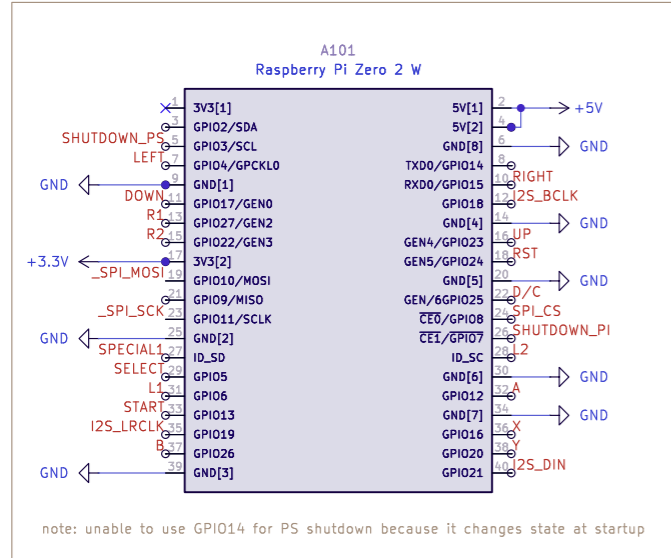 A101
Raspberry Pi Zero 2 W
1 3V3[1] 5V[1] 2 +5V
3 GPIO2/SDA 5V[2] 4
SHUTDOWN_PS 5 GPIO3/SCL GND[8] 6 GND
LEFT 7 GPIO4/GPCKL0 TXD0/GPIO14 8
GND 9 GND[1] RXD0/GPIO15 10 RIGHT
DOWN 11 GPIO17/GEN0 GPIO18 12 I2S_BCLK
R1 13 GPIO27/GEN2 GND[4] 14 GND
R2 15 GPIO22/GEN3 GEN4/GPIO23 16 UP
+3.3V 17 3V3[2] GEN5/GPIO24 18 RST
_SPI_MOSI 19 GPIO10/MOSI GND[5] 20 GND
21 GPIO9/MISO GEN/6GPIO25 22 D/C
_SPI_SCK 23 GPIO11/SCLK CE0/GPIO8 24 SPI_CS
GND 25 GND[2] CE1/GPIO7 26 SHUTDOWN_PI
SPECIAL1 27 ID_SD ID_SC 28 L2
SELECT 29 GPIO5 GND[6] 30 GND
L1 31 GPIO6 GPIO12 32 A
START 33 GPIO13 GND[7] 34 GND
I2S_LRCLK 35 GPIO19 GPIO16 36 X
B 37 GPIO26 GPIO20 38 Y
GND 39 GND[3] GPIO21 40 I2S_DIN
note: unable to use GPIO14 for PS shutdown because it changes state at startup